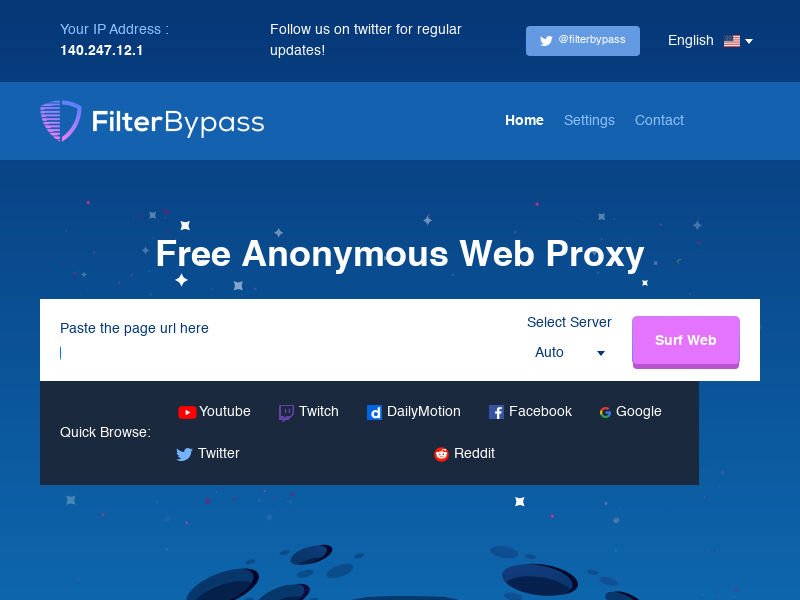 Your IP Address :
140.247.12.1
Follow us on twitter for regular
updates!
@filterbypass
English
FilterBypass
Home
Settings
Contact
Free Anonymous Web Proxy
Paste the page url here
Select Server
Auto
Surf Web
Quick Browse:
Youtube
Twitch
DailyMotion
Facebook
Google
Twitter
Reddit